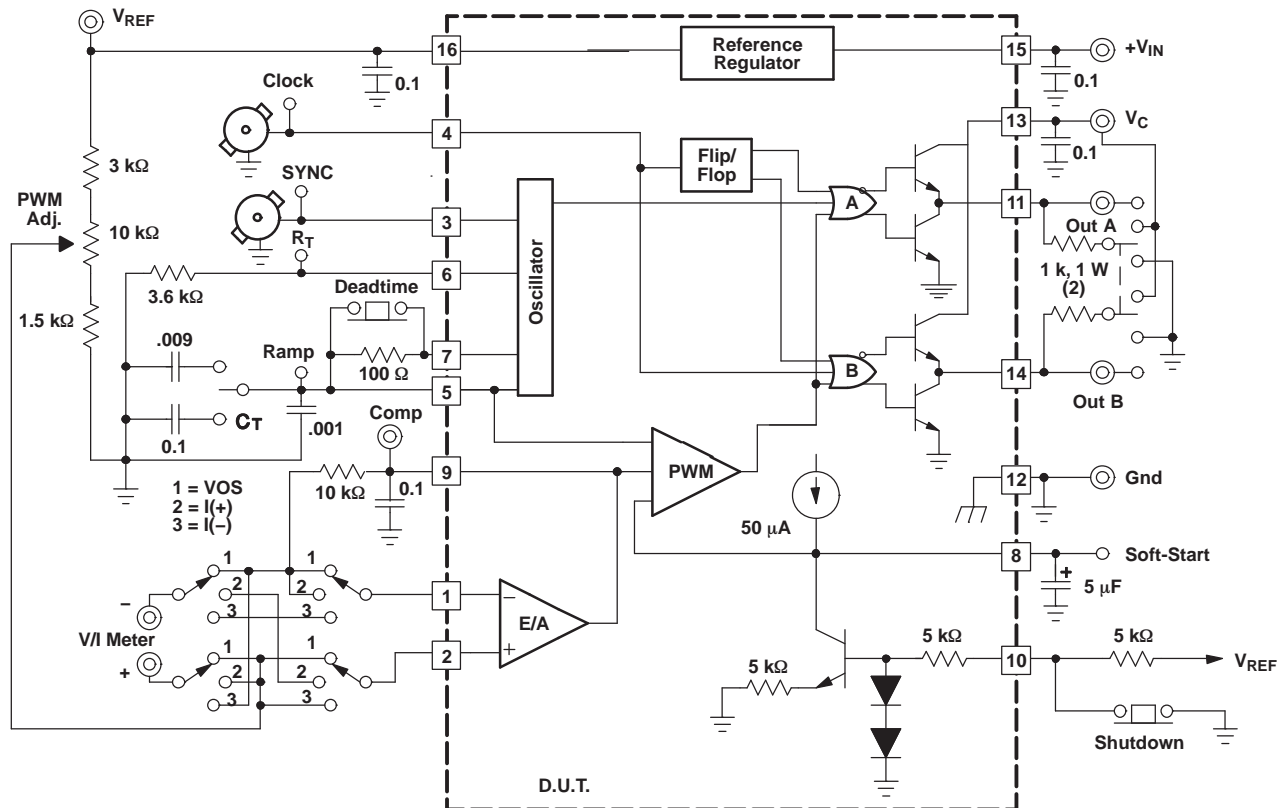 VREF
16
Reference
Regulator
15
+VIN
0.1
0.1
Clock
4
13
VC
0.1
Flip/
Flop
3 kΩ
SYNC
PWM
Adj.
3
A
11
Out A
10 kΩ
RT
6
3.6 kΩ
Oscillator
1 k, 1 W
(2)
Deadtime
1.5 kΩ
.009
Ramp
7
100 Ω
B
14
5
Out B
CT
0.1
.001
Comp
PWM
9
10 kΩ
0.1
12
Gnd
1 = VOS
2 = I(+)
3 = I(−)
50 μA
8
Soft-Start
+
5 μF
1
1
2
2
3
3
−
V/I Meter
+
1
1
2
2
3
3
1
−
E/A
2
+
5 kΩ
5 kΩ
10
5 kΩ
VREF
Shutdown
D.U.T.